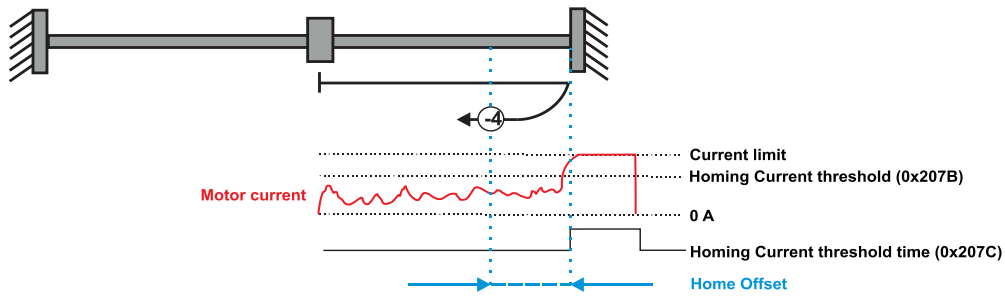 -4
Current limit
Homing Current threshold (0x207B)
Motor current
0 A
Homing Current threshold time (0x207C)
Home Offset